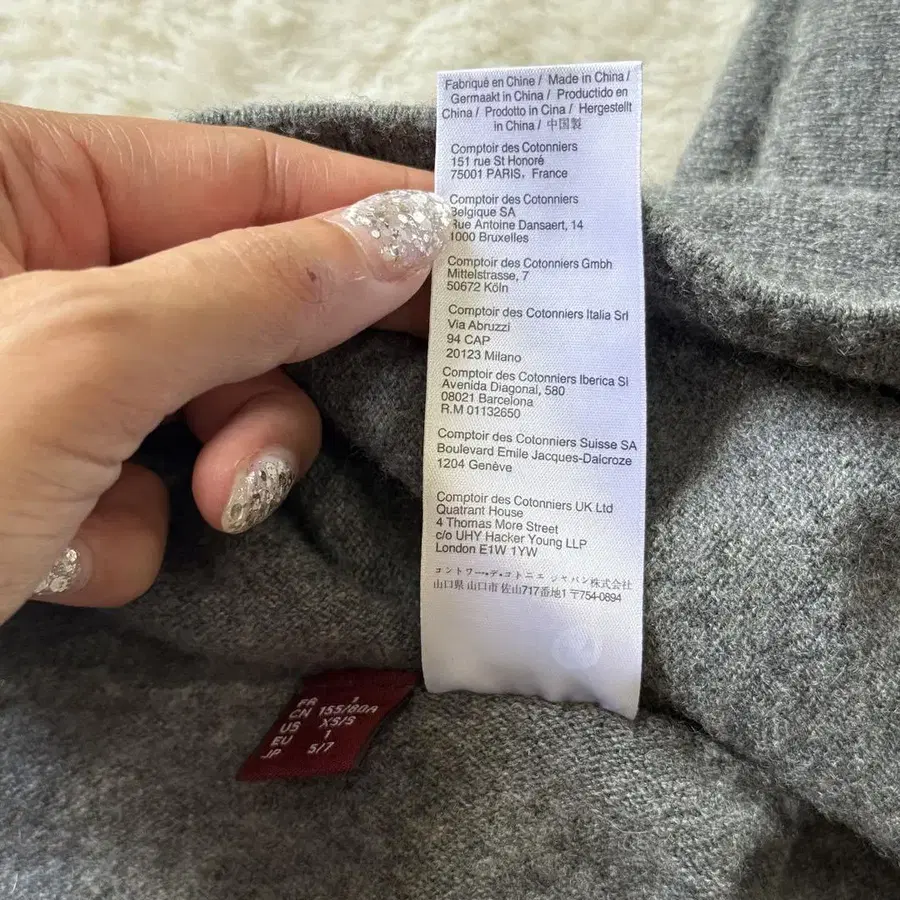 Fabriqué en Chine / Made in China /
Germaakt in China / Productido en
China / Prodotto in Cina / Hergestellt
in China / 中国製
Comptoir des Cotonniers
151 rue St Honoré
75001 PARIS, France
Comptoir des Cotonniers
Belgique SA
Rue Antoine Dansaert, 14
1000 Bruxelles
Comptoir des Cotonniers Gmbh
Mittelstrasse, 7
50672 Köln
Comptoir des Cotonniers Italia Srl
Via Abruzzi
94 CAP
20123 Milano
Comptoir des Cotonniers Iberica Sl
Avenida Diagonal, 580
08021 Barcelona
R.M 01132650
Comptoir des Cotonniers Suisse SA
Boulevard Emile Jacques-Dalcroze
1204 Genève
Comptoir des Cotonniers UK Ltd
Quatrant House
4 Thomas More Street
c/o UHY Hacker Young LLP
London E1W 1YW
コントワー・デ・コトニエ ジャパン株式会社
山口県 山口市 佐山717番地1 〒754-0894
FR 1
CN 155/80A
US XS/S
EU 1
JP 5/7